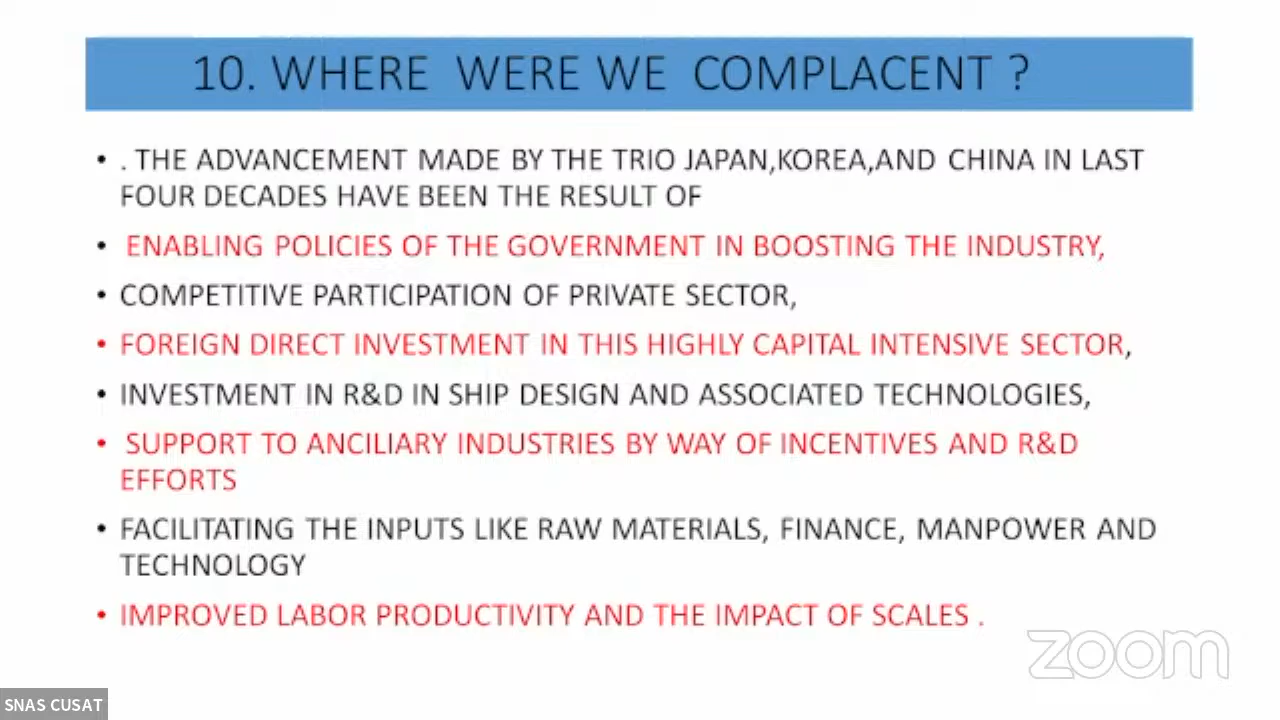 10. WHERE WERE WE COMPLACENT ?
• . THE ADVANCEMENT MADE BY THE TRIO JAPAN,KOREA,AND CHINA IN LAST
FOUR DECADES HAVE BEEN THE RESULT OF
• ENABLING POLICIES OF THE GOVERNMENT IN BOOSTING THE INDUSTRY,
• COMPETITIVE PARTICIPATION OF PRIVATE SECTOR,
• FOREIGN DIRECT INVESTMENT IN THIS HIGHLY CAPITAL INTENSIVE SECTOR,
• INVESTMENT IN R&D IN SHIP DESIGN AND ASSOCIATED TECHNOLOGIES,
• SUPPORT TO ANCILIARY INDUSTRIES BY WAY OF INCENTIVES AND R&D
EFFORTS
• FACILITATING THE INPUTS LIKE RAW MATERIALS, FINANCE, MANPOWER AND
TECHNOLOGY
• IMPROVED LABOR PRODUCTIVITY AND THE IMPACT OF SCALES .
zoom
SNAS CUSAT